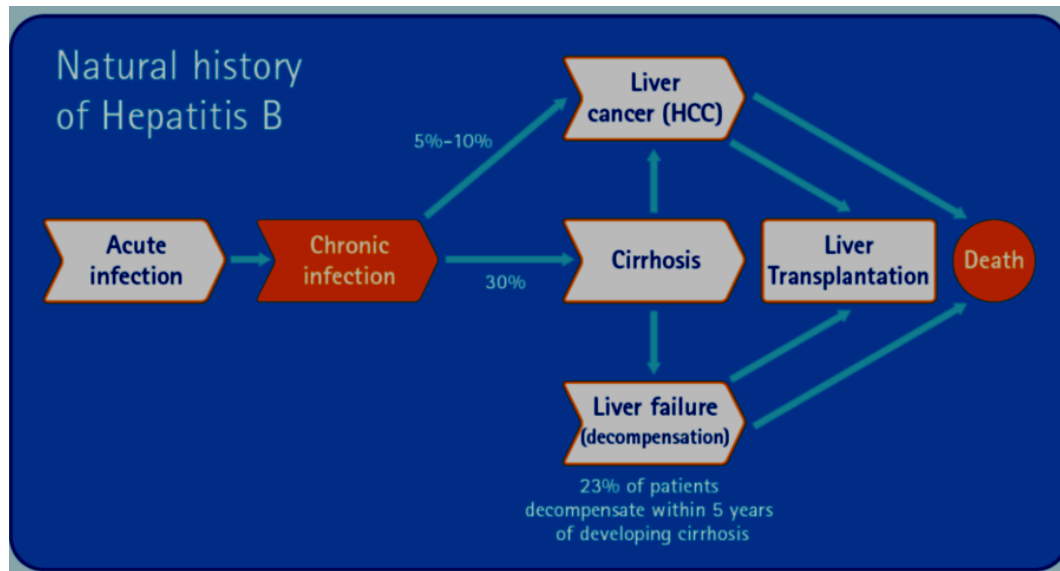 Natural history
of Hepatitis B
Liver
cancer (HCC)
5%-10%
Acute
infection
Chronic
infection
30%
Cirrhosis
Liver
Transplantation
Death
Liver failure
(decompensation)
23% of patients
decompensate within 5 years
of developing cirrhosis